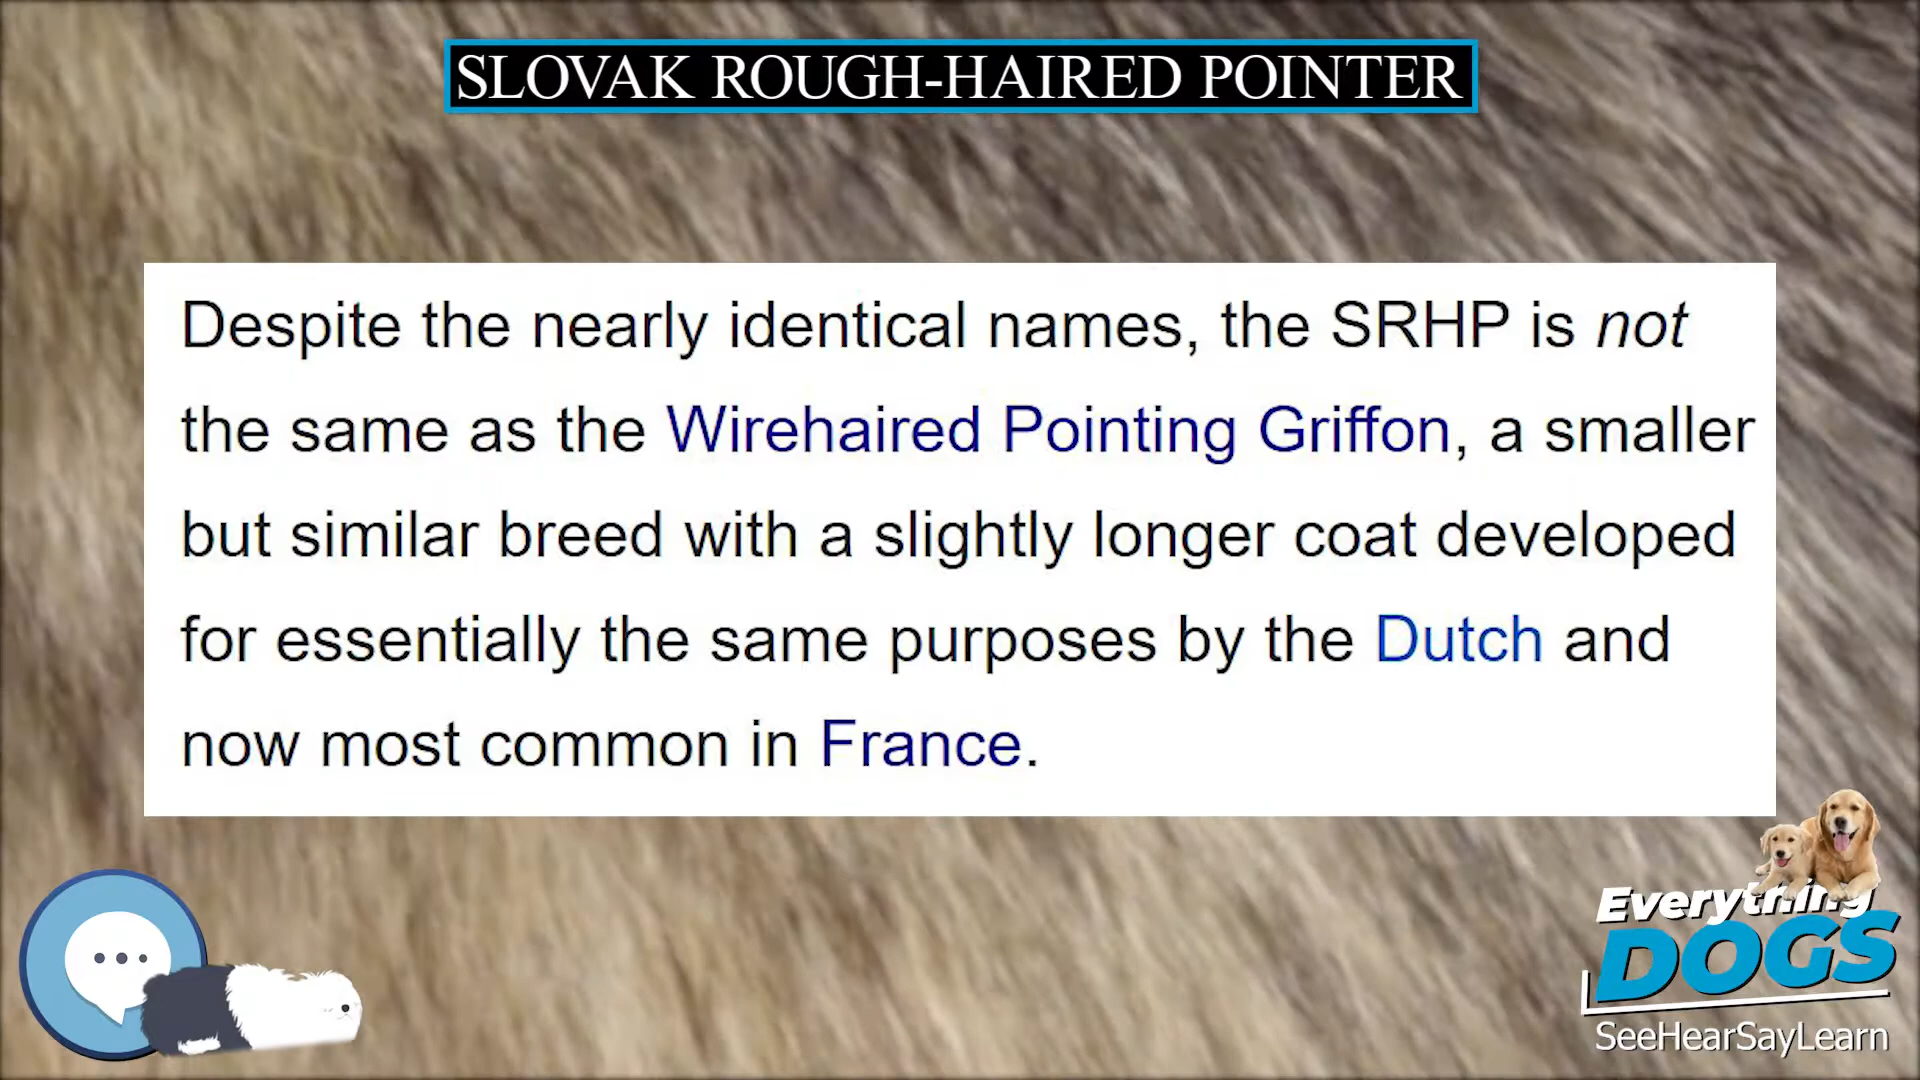 SLOVAK ROUGH-HAIRED POINTER
Despite the nearly identical names, the SRHP is not
the same as the Wirehaired Pointing Griffon, a smaller
but similar breed with a slightly longer coat developed
for essentially the same purposes by the Dutch and
now most common in France.
Everything
DOGS
SeeHearSayLearn